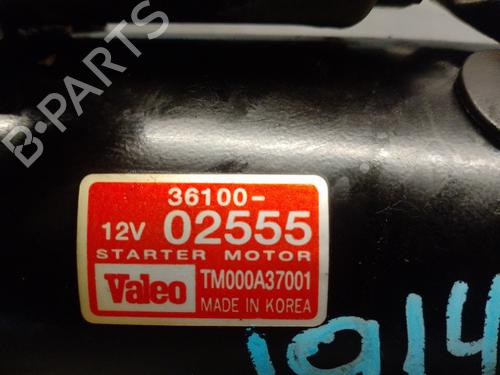 B-PARTS
36100-
12V 02555
STARTER MOTOR
Valeo TM000A37001
MADE IN KOREA
1914